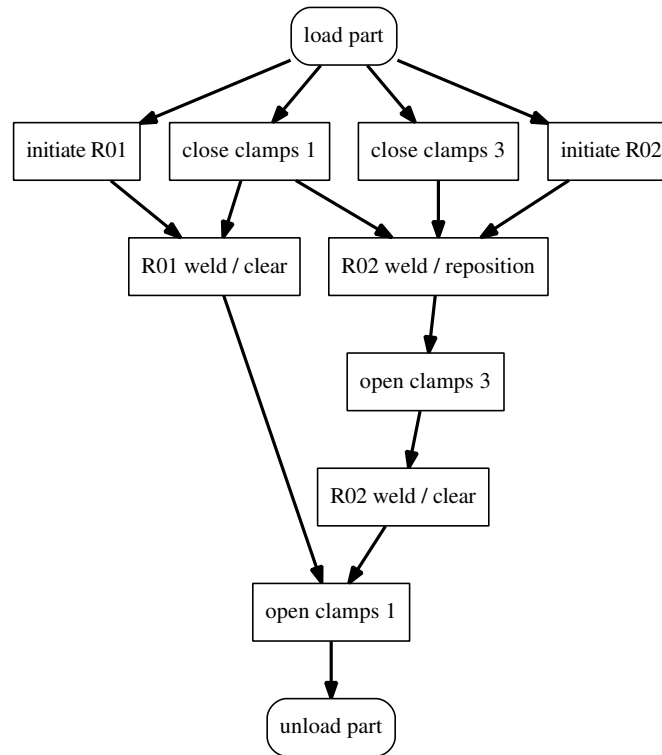 load part
initiate R01
close clamps 1
close clamps 3
initiate R02
R01 weld / clear
R02 weld / reposition
open clamps 3
R02 weld / clear
open clamps 1
unload part